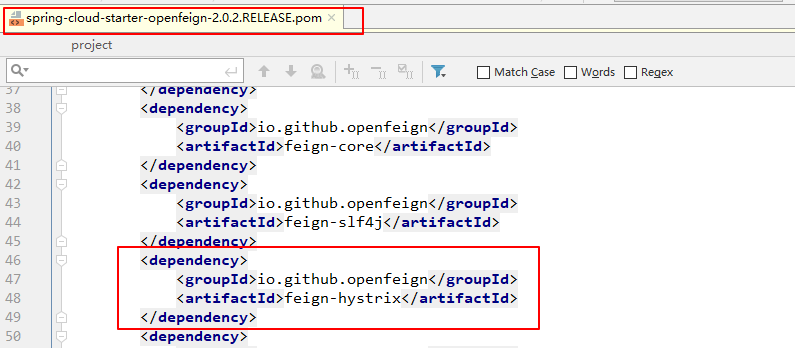 spring-cloud-starter-openfeign-2.0.2.RELEASE.pom
project
Match Case Words Regex
37 </dependency>
38 <dependency>
39 <groupId>io.github.openfeign</groupId>
40 <artifactId>feign-core</artifactId>
41 </dependency>
42 <dependency>
43 <groupId>io.github.openfeign</groupId>
44 <artifactId>feign-slf4j</artifactId>
45 </dependency>
46 <dependency>
47 <groupId>io.github.openfeign</groupId>
48 <artifactId>feign-hystrix</artifactId>
49 </dependency>
50 <dependency>